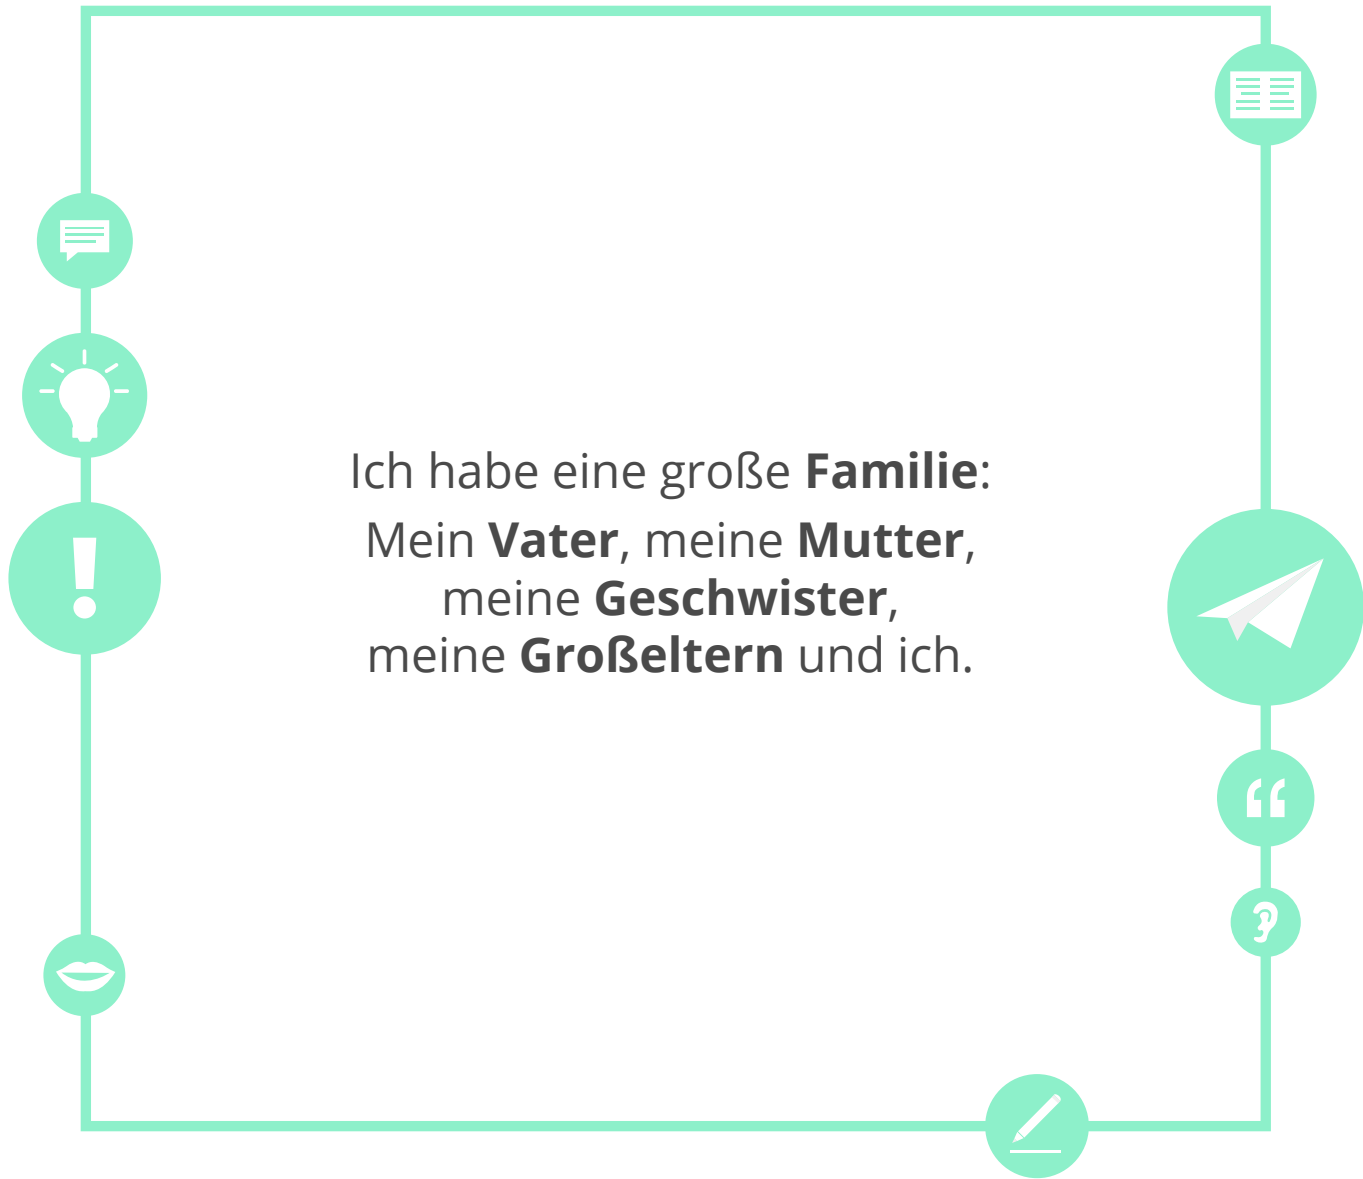 Ich habe eine große Familie:
Mein Vater, meine Mutter,
meine Geschwister,
meine Großeltern und ich.